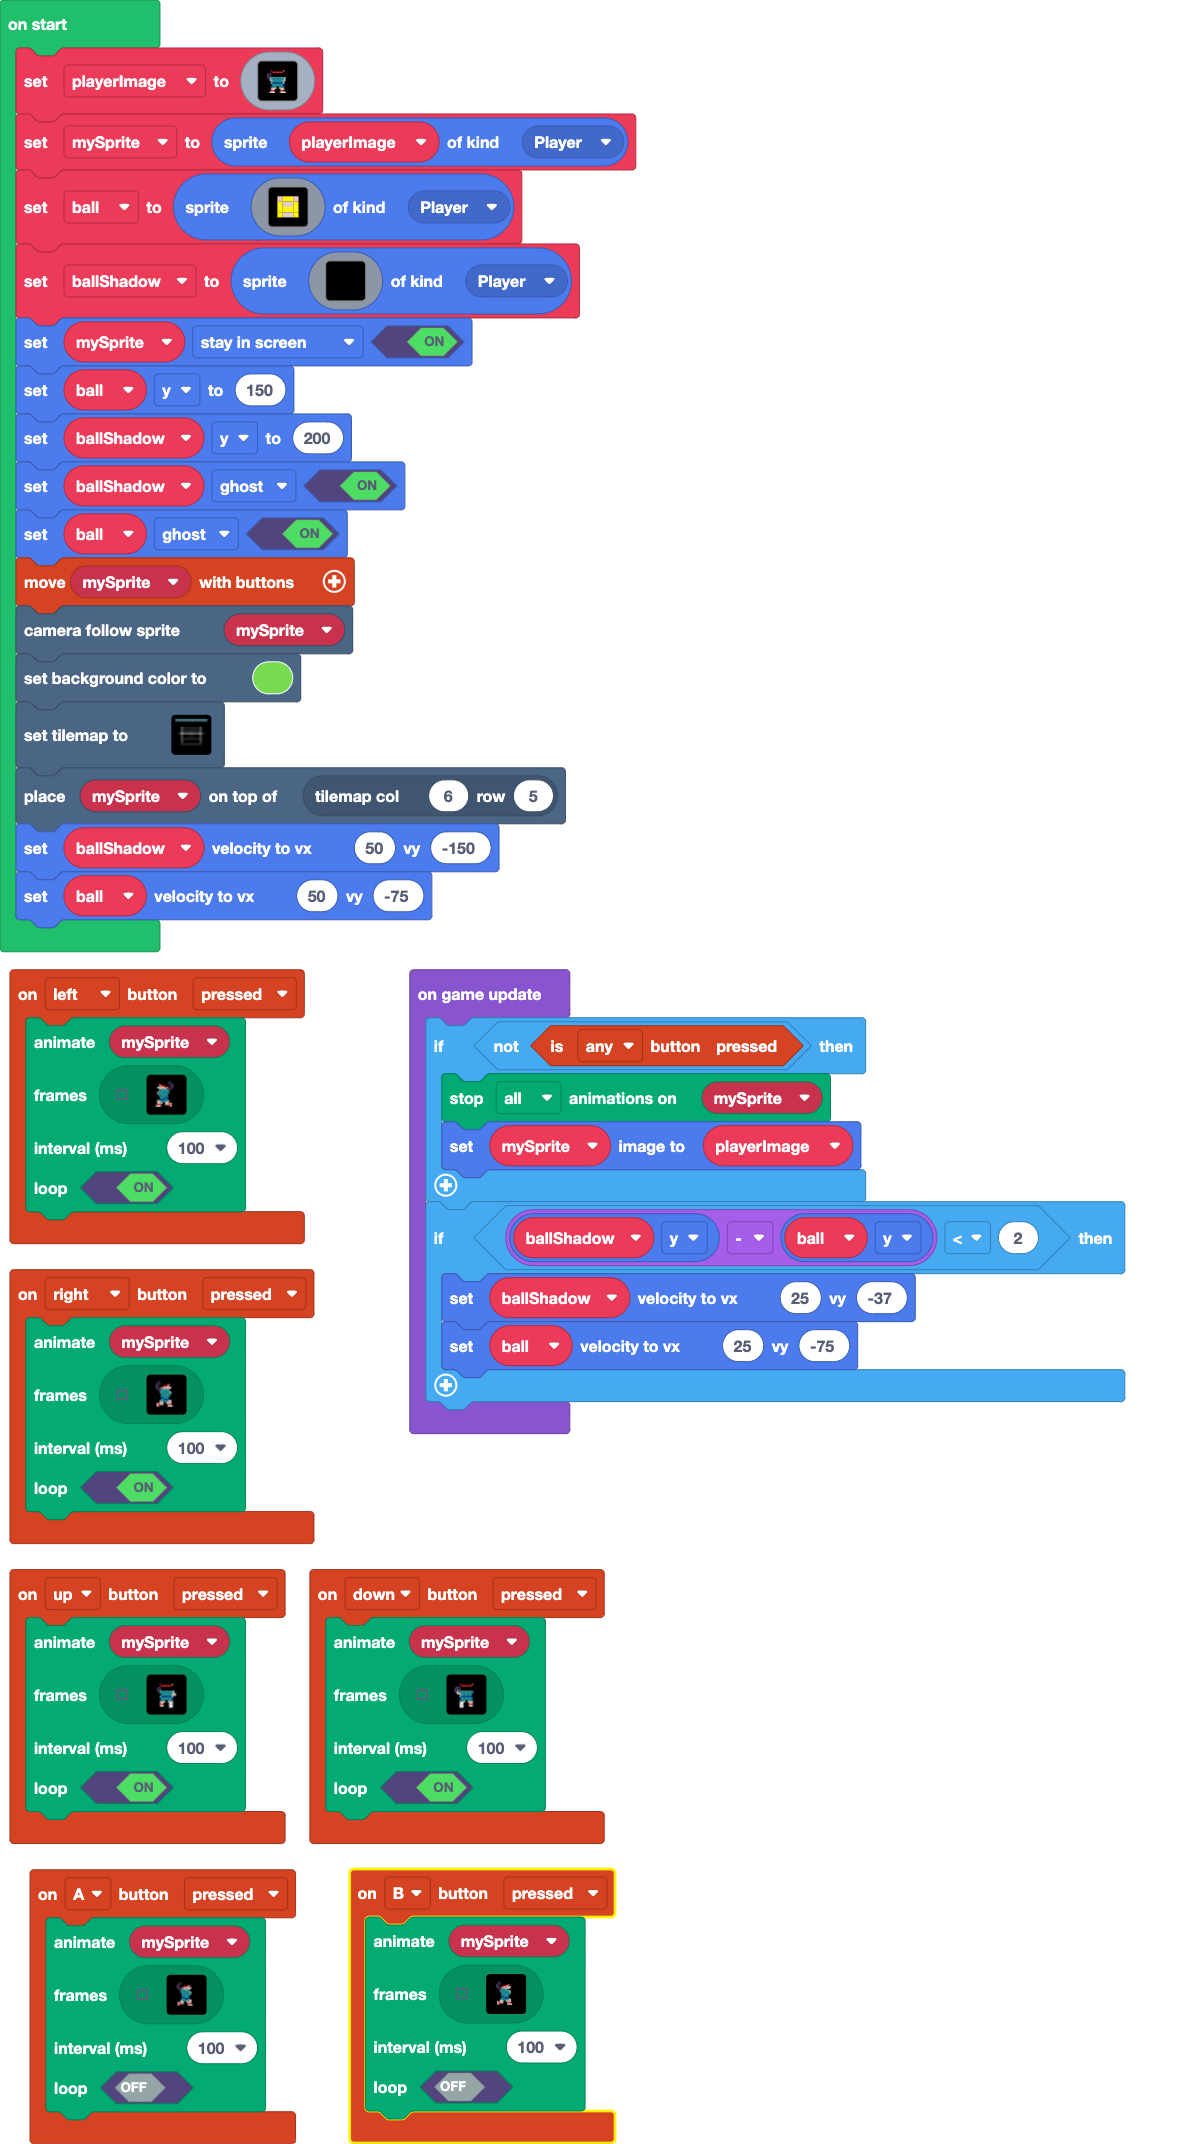 on start
set playerImage to
set mySprite to sprite playerImage of kind Player
set ball to sprite of kind Player
set ballShadow to sprite of kind Player
set mySprite stay in screen ON
set ball y to 150
set ballShadow y to 200
set ballShadow ghost ON
set ball ghost ON
move mySprite with buttons
camera follow sprite mySprite
set background color to
set tilemap to
place mySprite on top of tilemap col 6 row 5
set ballShadow velocity to vx 50 vy -150
set ball velocity to vx 50 vy -75
on left button pressed
animate mySprite
frames
interval (ms) 100
loop ON
on game update
if not is any button pressed then
stop all animations on mySprite
set mySprite image to playerImage
if ballShadow y - ball y < 2 then
set ballShadow velocity to vx 25 vy -37
set ball velocity to vx 25 vy -75
on right button pressed
animate mySprite
frames
interval (ms) 100
loop ON
on up button pressed
animate mySprite
frames
interval (ms) 100
loop ON
on down button pressed
animate mySprite
frames
interval (ms) 100
loop ON
on A button pressed
animate mySprite
frames
interval (ms) 100
loop OFF
on B button pressed
animate mySprite
frames
interval (ms) 100
loop OFF